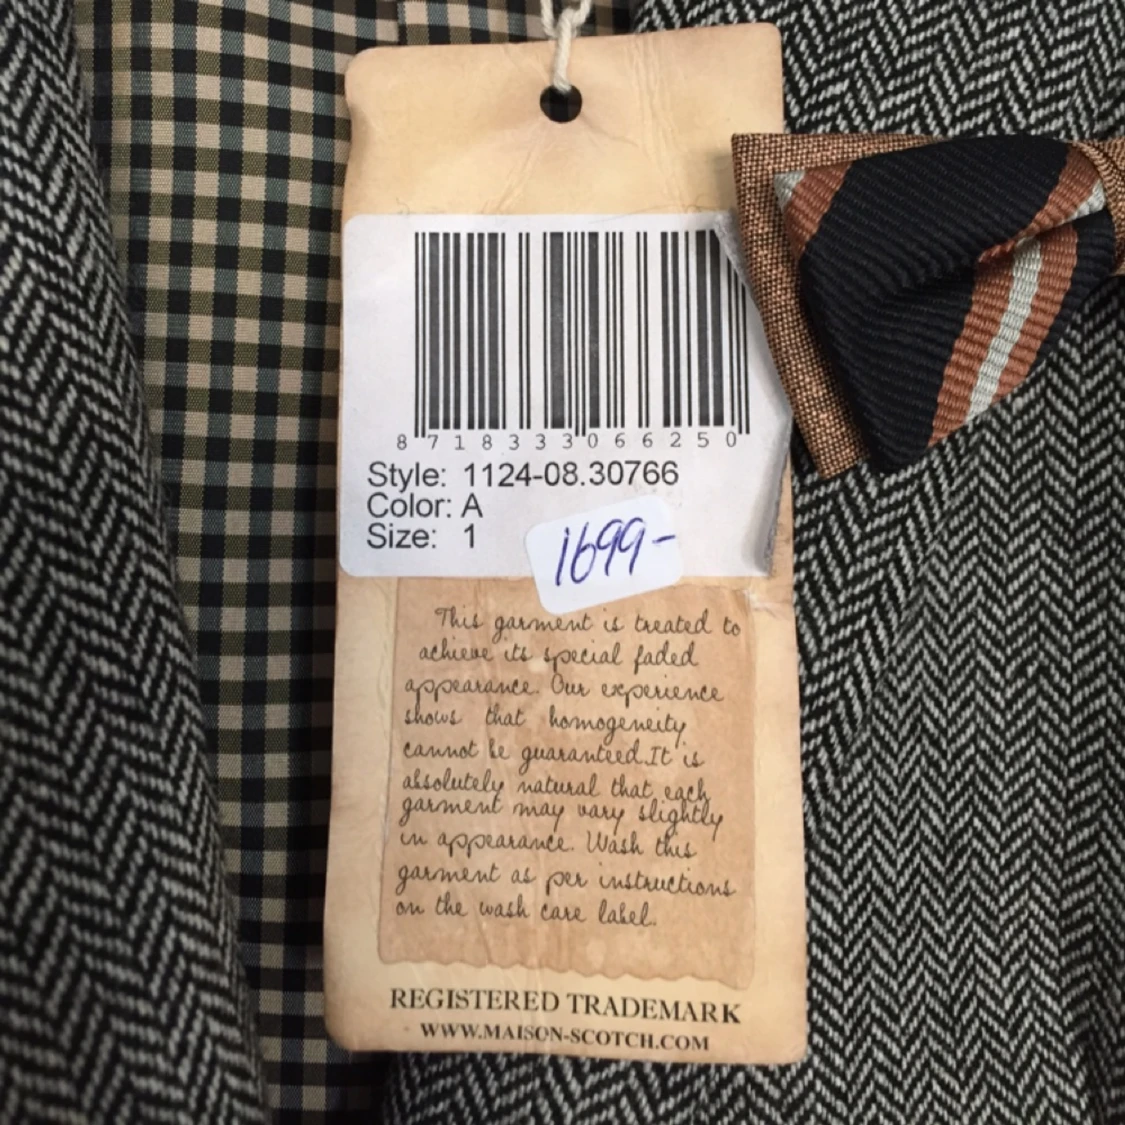 8 718333 066250
Style: 1124-08.30766
Color: A
Size: 1
1699-
This garment is treated to
achieve its special faded
appearance. Our experience
shows that homogeneity
cannot be guaranteed.It is
absolutely natural that each
garment may vary slightly
in appearance. Wash this
garment as per instructions
on the wash care label.
REGISTERED TRADEMARK
WWW.MAISON-SCOTCH.COM